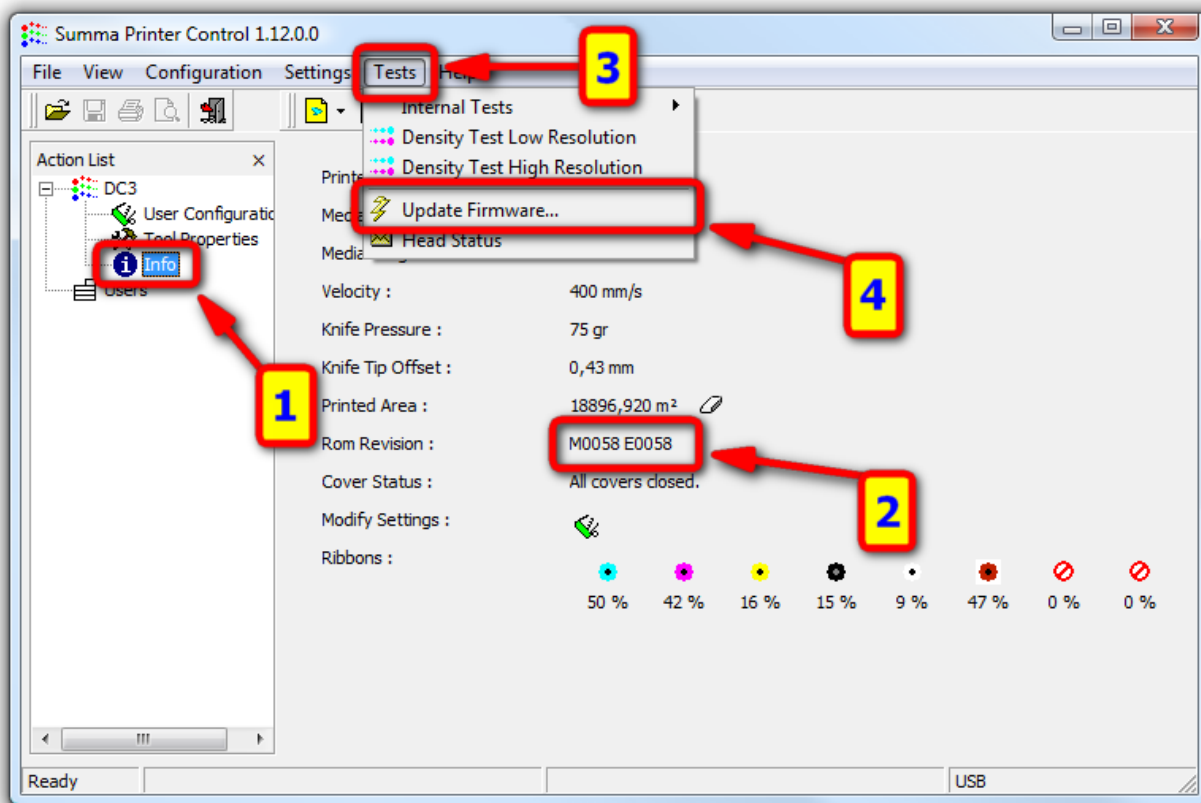 Summa Printer Control 1.12.0.0
File View Configuration Settings Tests
3
Action List
DC3
User Configuratic
Tool Properties
Info
Users
Internal Tests
Density Test Low Resolution
Density Test High Resolution
Update Firmware...
Head Status
4
1
Printe
Medi
Media
Velocity : 400 mm/s
Knife Pressure : 75 gr
Knife Tip Offset : 0,43 mm
Printed Area : 18896,920 m²
Rom Revision : M0058 E0058
Cover Status : All covers closed.
2
Modify Settings :
Ribbons :
50 % 42 % 16 % 15 % 9 % 47 % 0 % 0 %
Ready USB